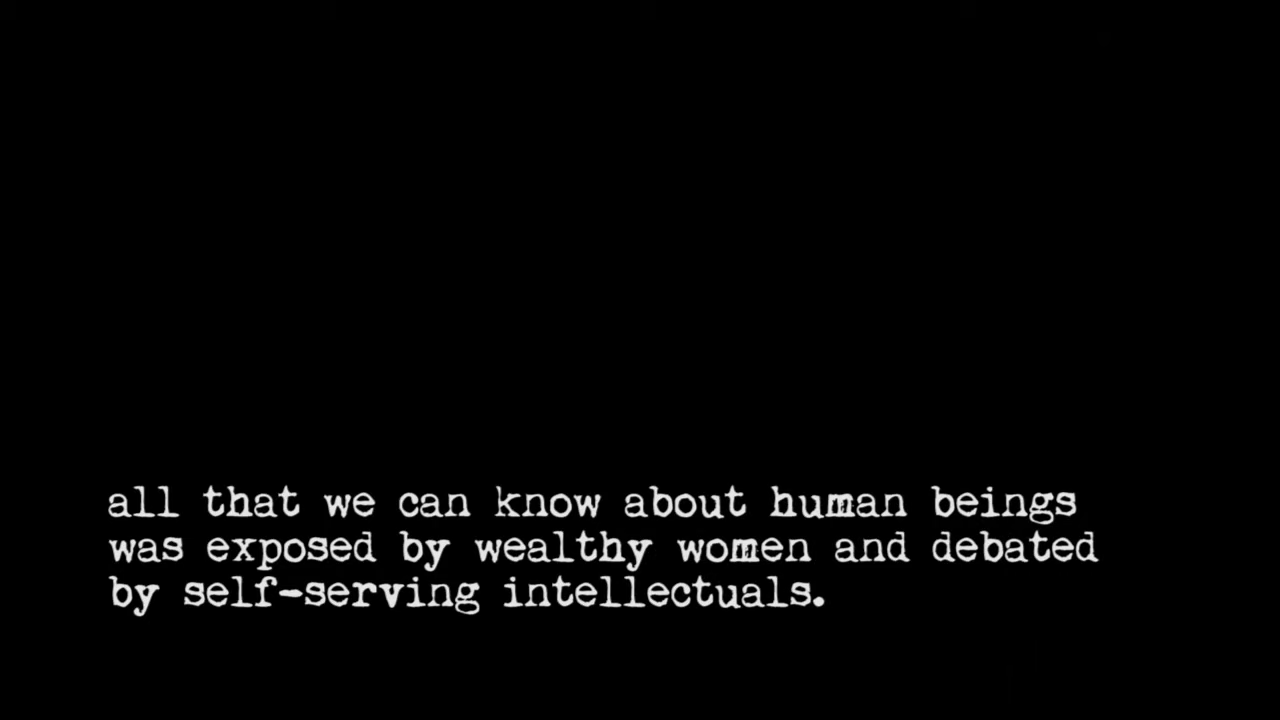 all that we can know about human beings
was exposed by wealthy women and debated
by self-serving intellectuals.